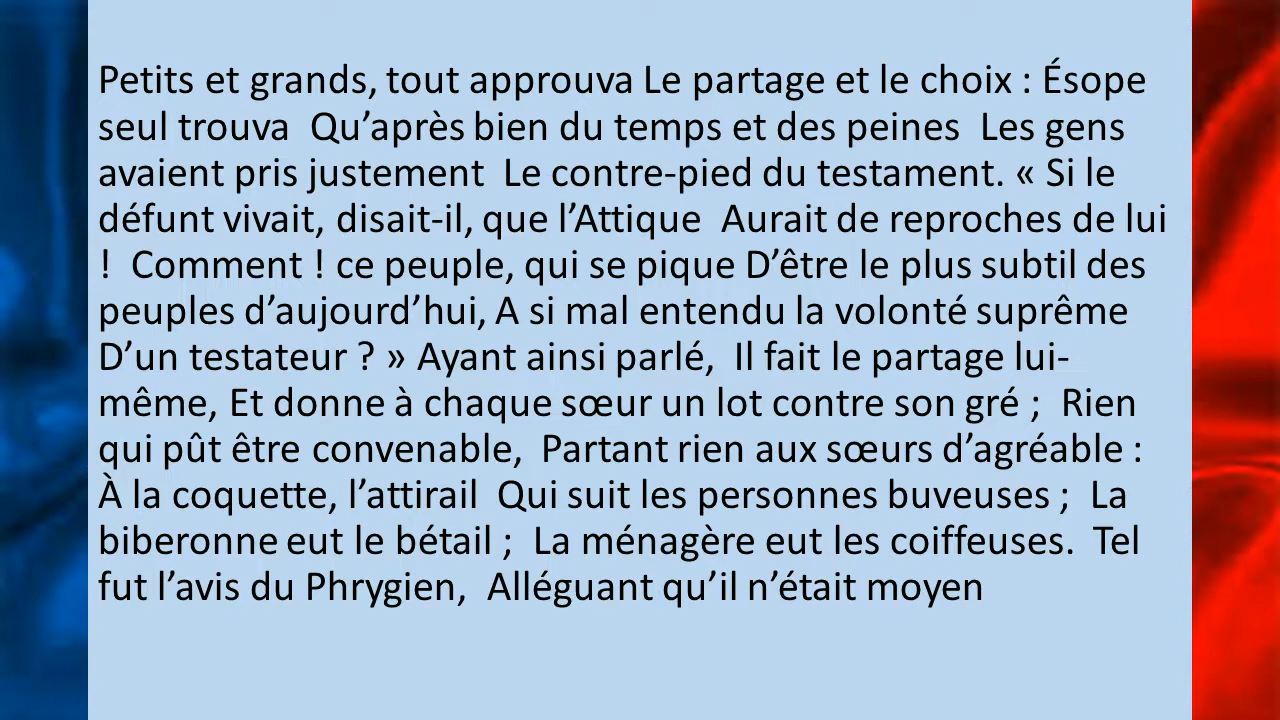 Petits et grands, tout approuva Le partage et le choix : Ésope
seul trouva  Qu’après bien du temps et des peines  Les gens
avaient pris justement  Le contre-pied du testament. « Si le
défunt vivait, disait-il, que l’Attique  Aurait de reproches de lui
!  Comment ! ce peuple, qui se pique D’être le plus subtil des
peuples d’aujourd’hui, A si mal entendu la volonté suprême
D’un testateur ? » Ayant ainsi parlé,  Il fait le partage lui-
même, Et donne à chaque sœur un lot contre son gré ;  Rien
qui pût être convenable,  Partant rien aux sœurs d’agréable :
À la coquette, l’attirail  Qui suit les personnes buveuses ;  La
biberonne eut le bétail ;  La ménagère eut les coiffeuses.  Tel
fut l’avis du Phrygien,  Alléguant qu’il n’était moyen